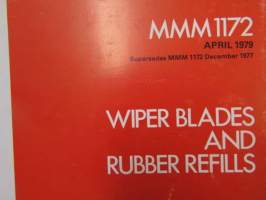 MMM 1172
APRIL 1979
Supersedes MMM 1172 December 1977
WIPER BLADES
AND
RUBBER REFILLS